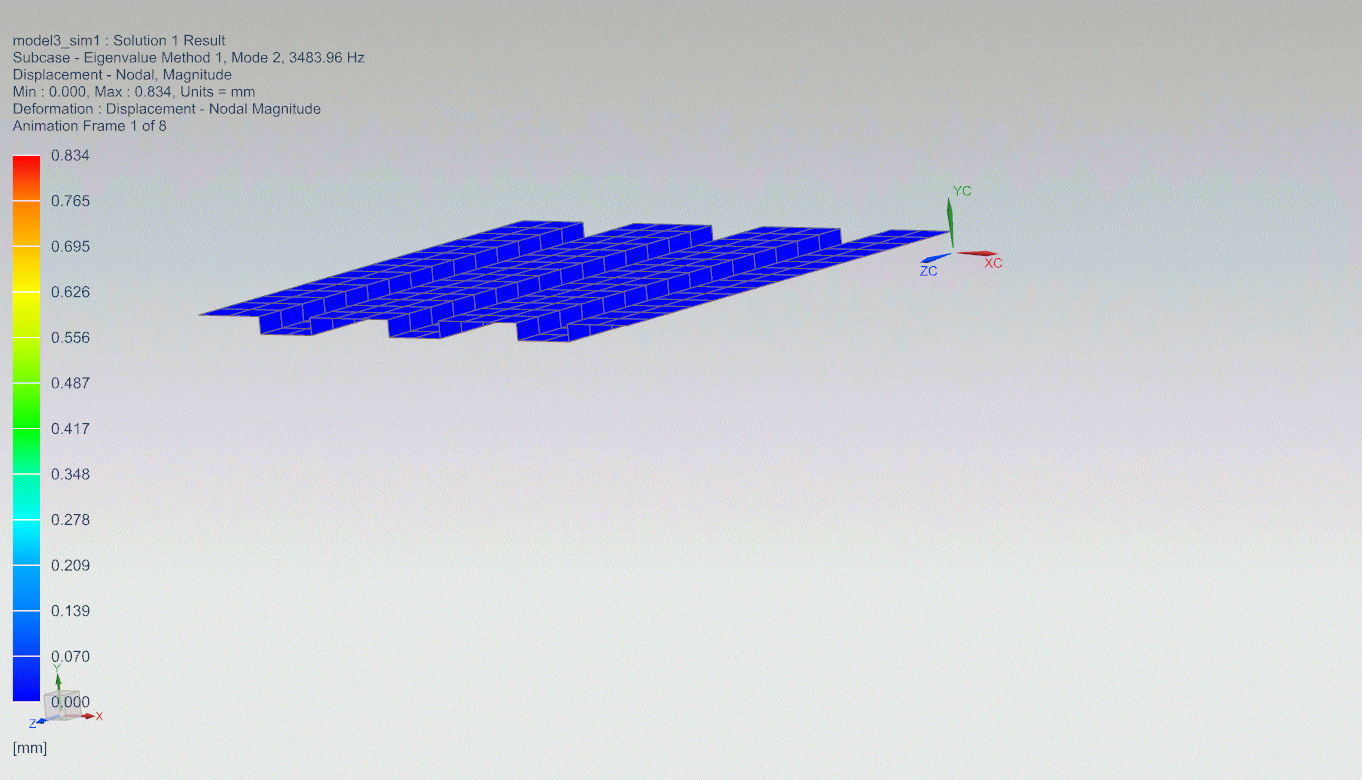 model3_sim1 : Solution 1 Result
Subcase - Eigenvalue Method 1, Mode 2, 3483.96 Hz
Displacement - Nodal, Magnitude
Min : 0.000, Max : 0.834, Units = mm
Deformation : Displacement - Nodal Magnitude
Animation Frame 1 of 8
0.834
0.765
0.695
0.626
0.556
0.487
0.417
0.348
0.278
0.209
0.139
0.070
0.000
[mm]
YC
XC
ZC
Y
X
Z